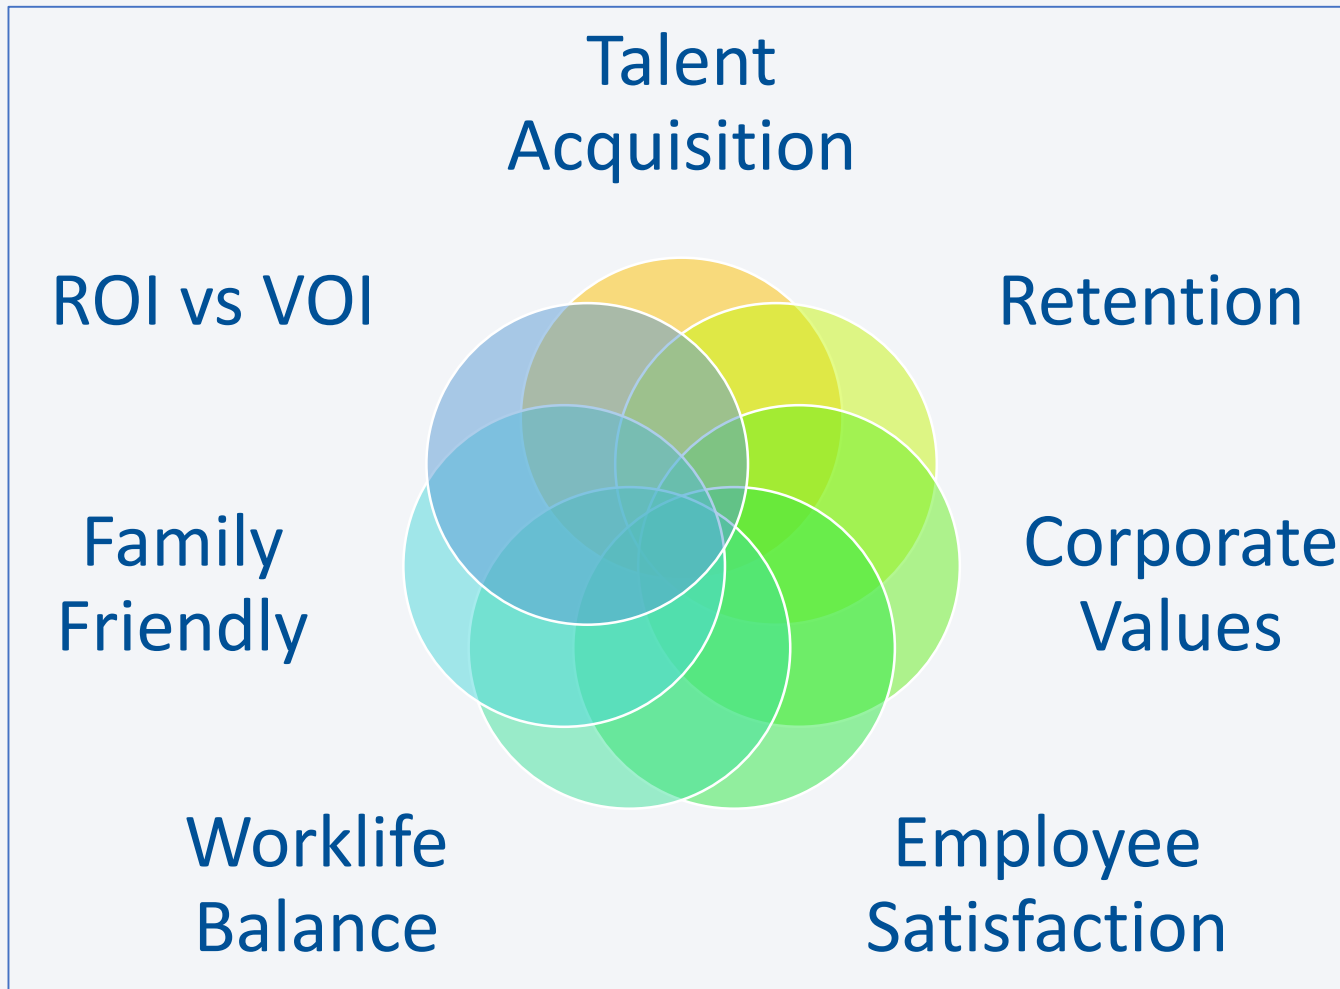 Talent
Acquisition
ROI vs VOI
Retention
Family
Friendly
Corporate
Values
Worklife
Balance
Employee
Satisfaction